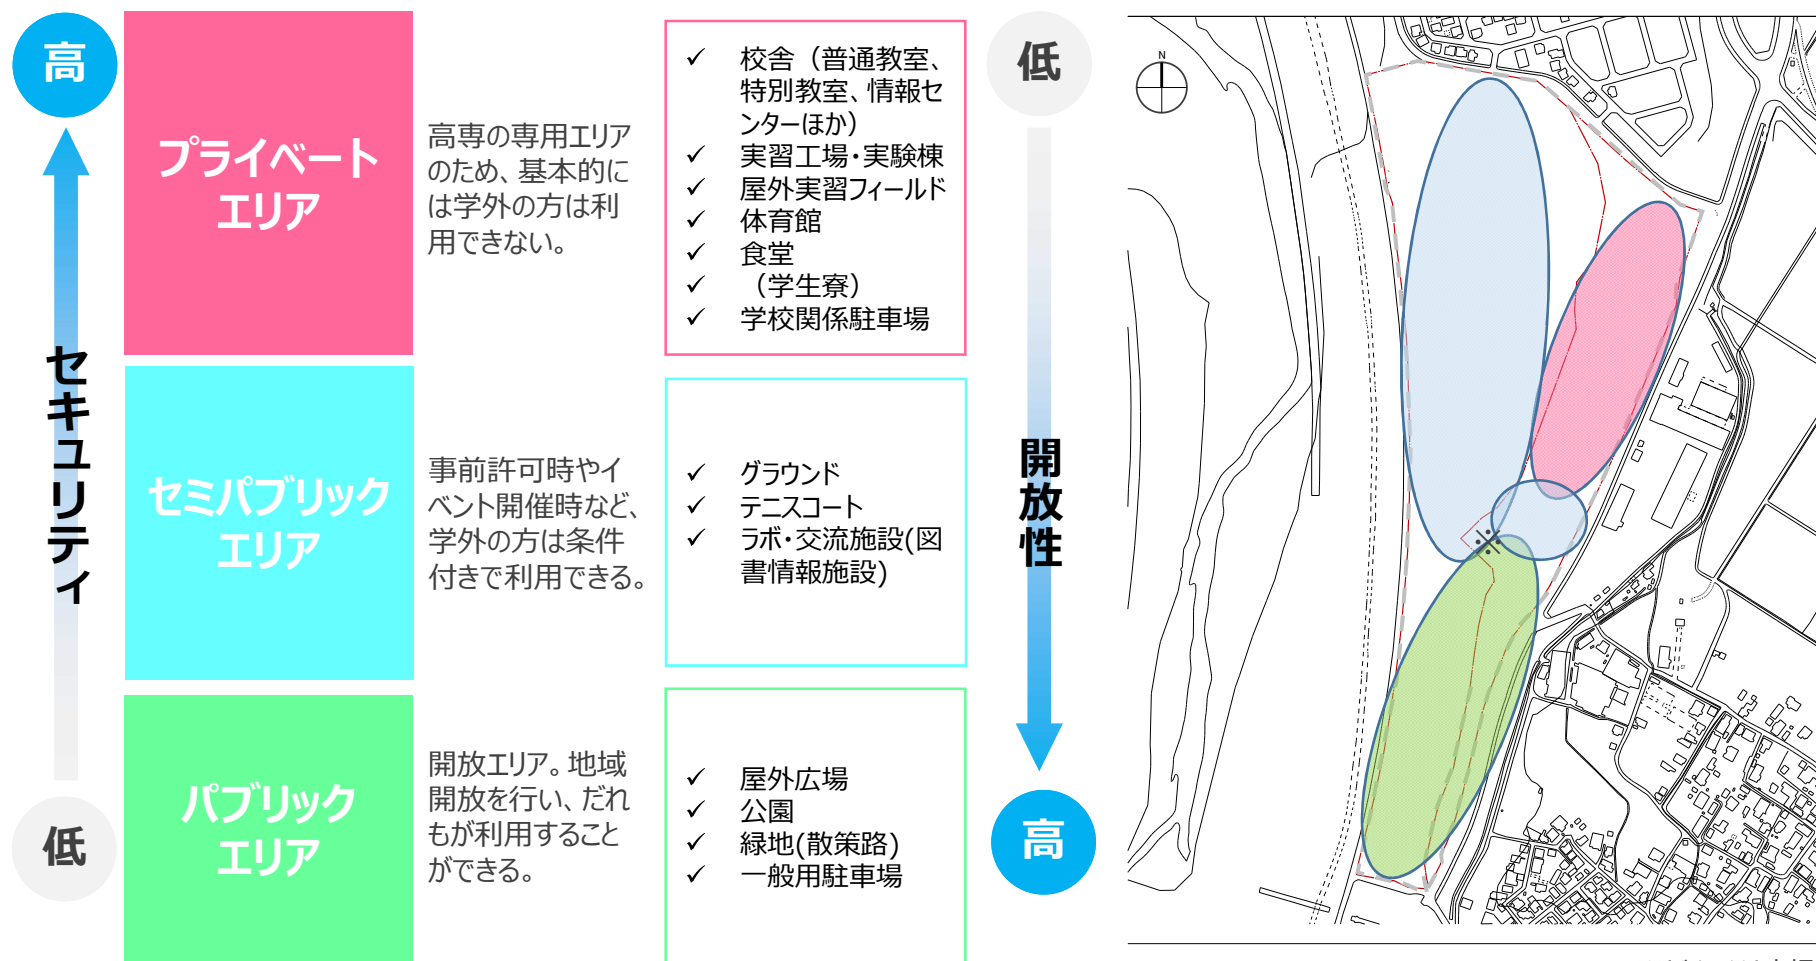 高
プライベート
エリア
高専の専用エリア
のため、基本的に
は学外の方は利
用できない。
✓ 校舎（普通教室、
特別教室、情報セ
ンターほか）
✓ 実習工場・実験棟
✓ 屋外実習フィールド
✓ 体育館
✓ 食堂
✓ （学生寮）
✓ 学校関係駐車場
セキュリティ
セミパブリック
エリア
事前許可時やイ
ベント開催時など、
学外の方は条件
付きで利用できる。
✓ グラウンド
✓ テニスコート
✓ ラボ・交流施設(図
書情報施設)
パブリック
エリア
開放エリア。地域
開放を行い、だれ
もが利用すること
ができる。
✓ 屋外広場
✓ 公園
✓ 緑地(散策路)
✓ 一般用駐車場
低
低
開放性
高
N
※